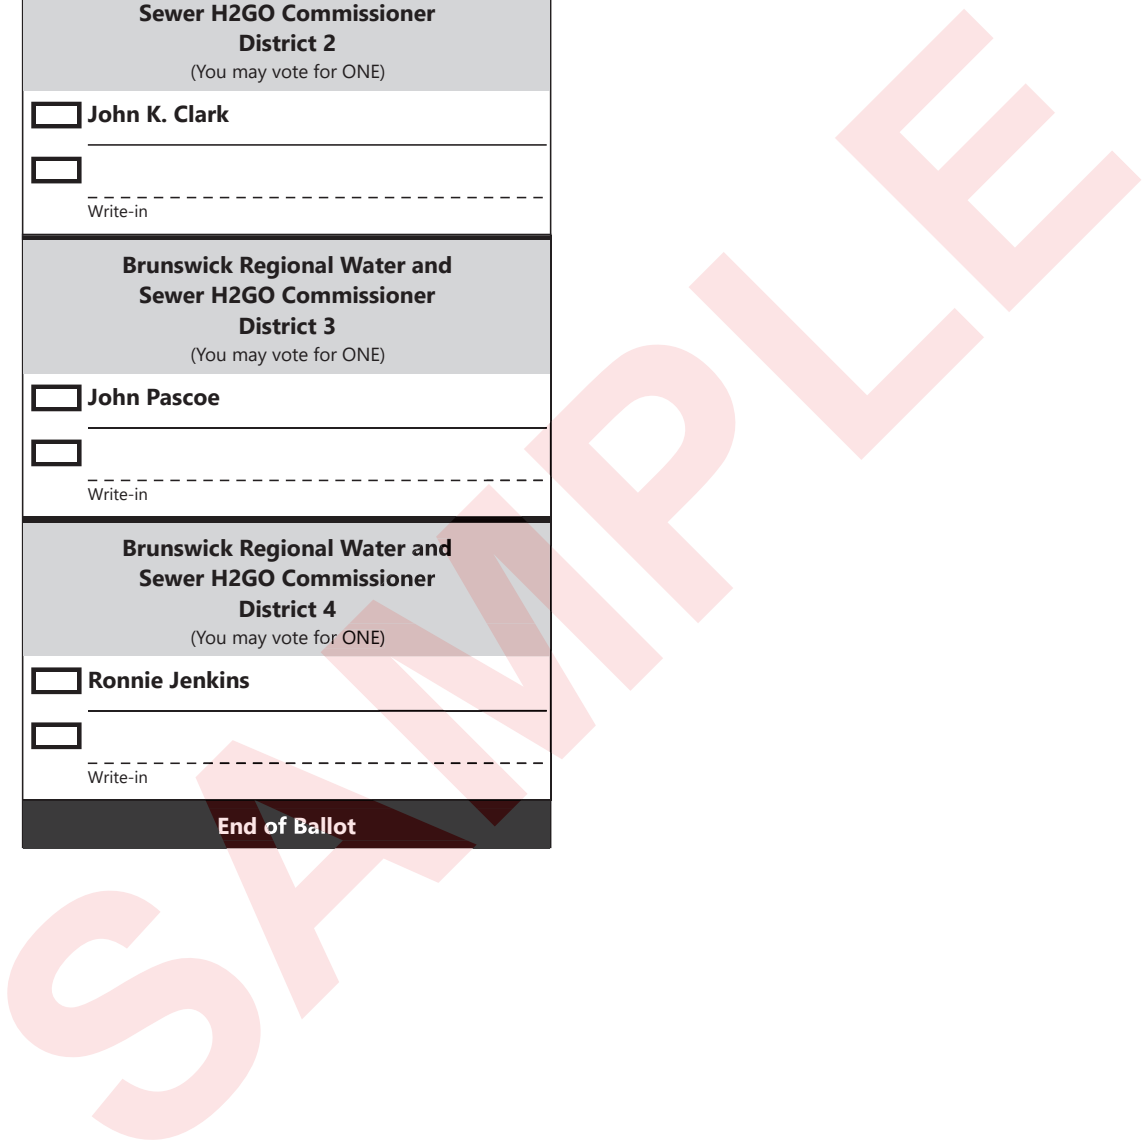 Sewer H2GO Commissioner
District 2
(You may vote for ONE)
John K. Clark
Write-in
Brunswick Regional Water and
Sewer H2GO Commissioner
District 3
(You may vote for ONE)
John Pascoe
Write-in
Brunswick Regional Water and
Sewer H2GO Commissioner
District 4
(You may vote for ONE)
Ronnie Jenkins
Write-in
End of Ballot
SAMPLE